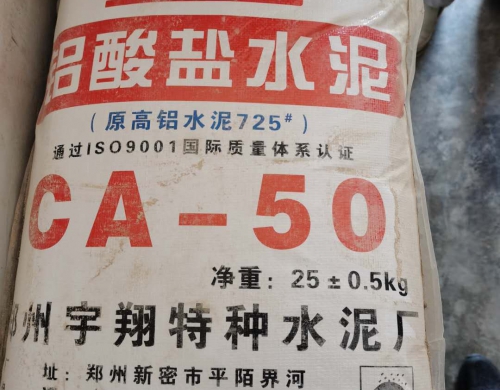 铝酸盐水泥
(原高铝水泥725#)
通过ISO9001国际质量体系认证
CA-50
净重: 25±0.5kg
郑州宇翔特种水泥厂
址: 郑州新密市平陌界河